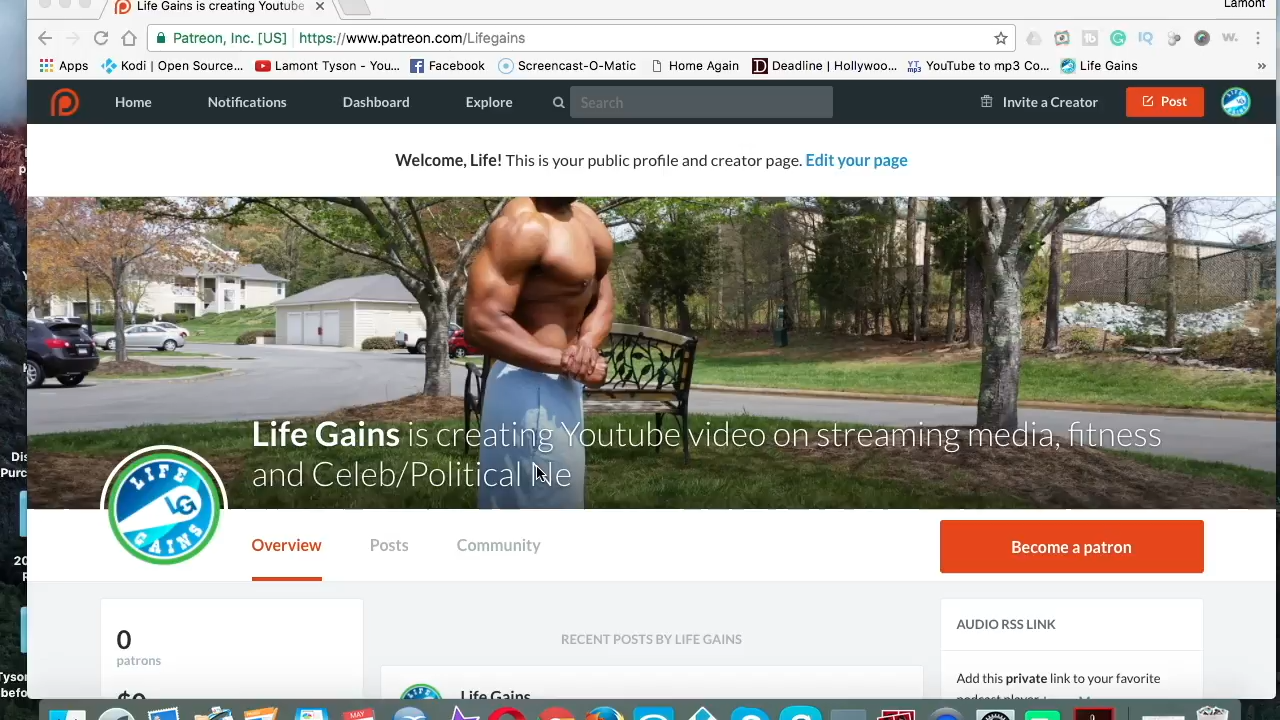 Life Gains is creating Youtube
Lamont
Patreon, Inc. [US] https://www.patreon.com/Lifegains
Apps Kodi | Open Source... Lamont Tyson - You... Facebook Screencast-O-Matic Home Again Deadline | Hollywoo... YouTube to mp3 Co... Life Gains »
Home Notifications Dashboard Explore Search Invite a Creator Post
Welcome, Life! This is your public profile and creator page. Edit your page
Life Gains is creating Youtube video on streaming media, fitness
and Celeb/Political Ne
LIFE
LG
GAINS
Overview Posts Community
Become a patron
0
patrons
RECENT POSTS BY LIFE GAINS
AUDIO RSS LINK
Add this private link to your favorite
Life Gains
MAY